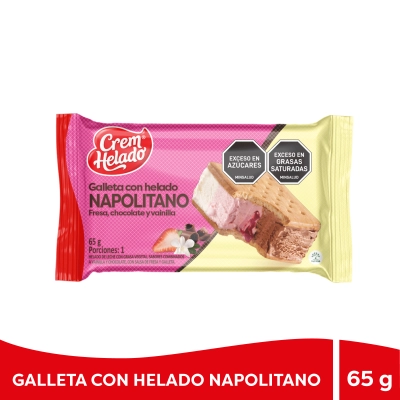 Crem
Helado
Galleta con helado
NAPOLITANO
Fresa, chocolate y vainilla
65 g
Porciones: 1
EXCESO EN
AZÚCARES
MINSALUD
EXCESO EN
GRASAS
SATURADAS
MINSALUD
GALLETA CON HELADO NAPOLITANO
65 g